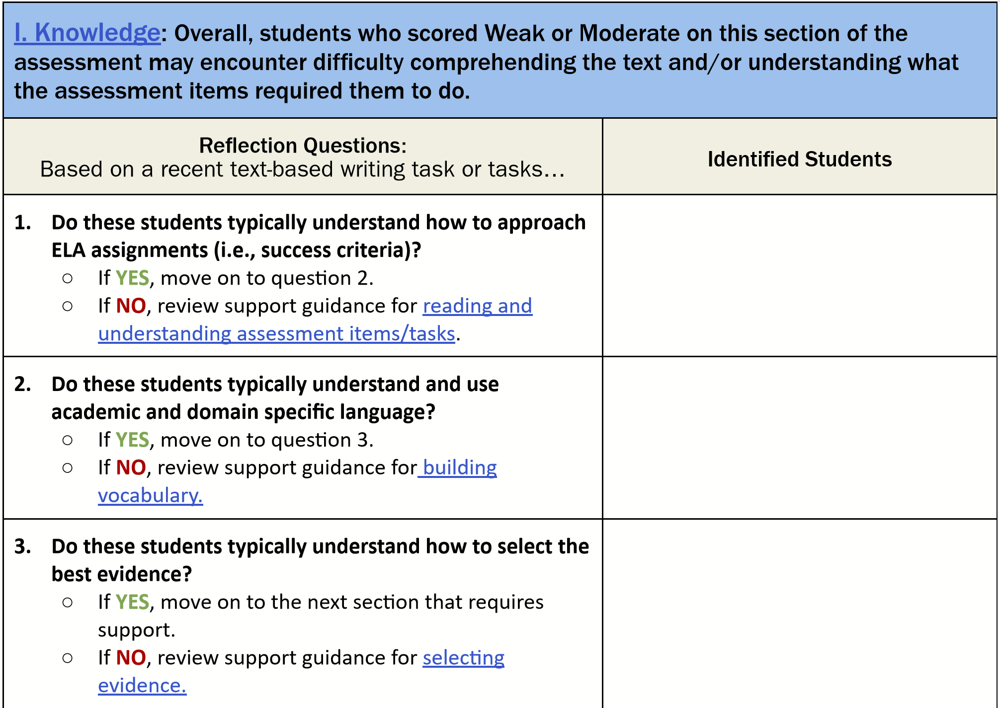 I. Knowledge: Overall, students who scored Weak or Moderate on this section of the
assessment may encounter difficulty comprehending the text and/or understanding what
the assessment items required them to do.
Reflection Questions:
Based on a recent text-based writing task or tasks...
Identified Students
1. Do these students typically understand how to approach
ELA assignments (i.e., success criteria)?
○ If YES, move on to question 2.
○ If NO, review support guidance for reading and
understanding assessment items/tasks.
2. Do these students typically understand and use
academic and domain specific language?
○ If YES, move on to question 3.
○ If NO, review support guidance for building
vocabulary.
3. Do these students typically understand how to select the
best evidence?
○ If YES, move on to the next section that requires
support.
○ If NO, review support guidance for selecting
evidence.